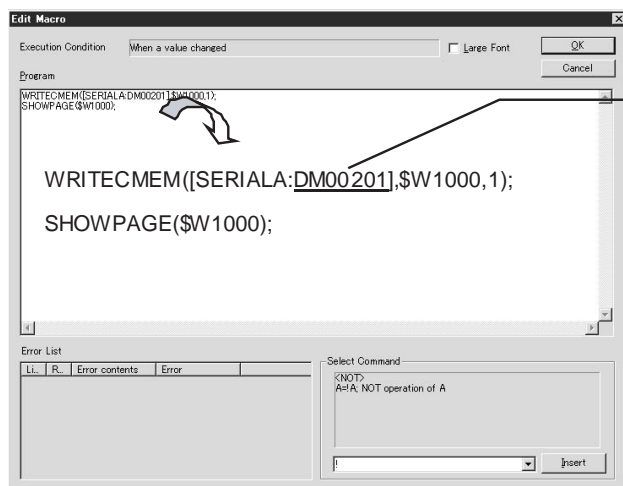 Edit Macro
Execution Condition When a value changed Large Font OK
Cancel
Program
WRITECMEM([SERIALA:DM00201],$W1000,1);
SHOWPAGE($W1000);
WRITECMEM([SERIALA:DM00201],$W1000,1);
SHOWPAGE($W1000);
Error List
Li.. R.. Error contents Error
Select Command
<NOT>
A=!A; NOT operation of A
! Insert